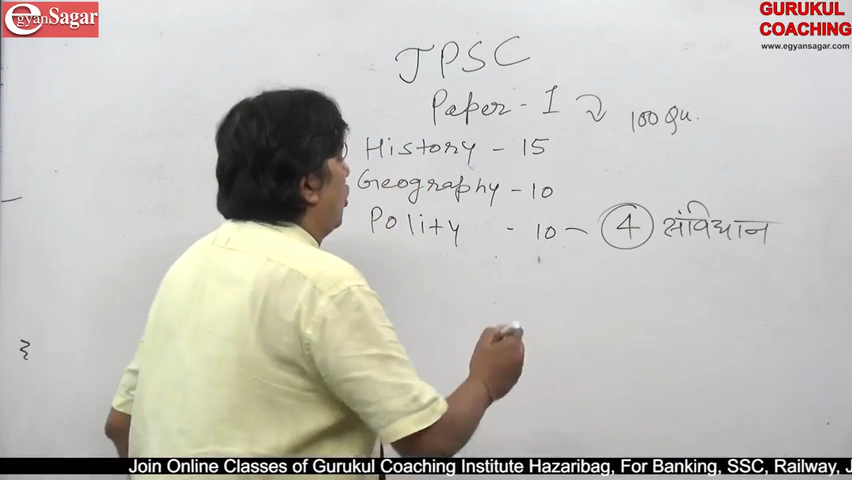 egyanSagar
GURUKUL
COACHING
www.egyansagar.com
JPSC
Paper - I 100 Qu.
History - 15
Geography - 10
Polity - 10 - 4 संविधान
Join Online Classes of Gurukul Coaching Institute Hazaribag, For Banking, SSC, Railway, J